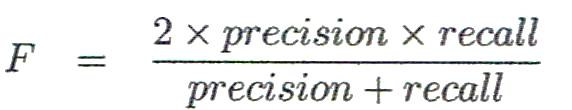 F = 2 × precision × recall
precision + recall